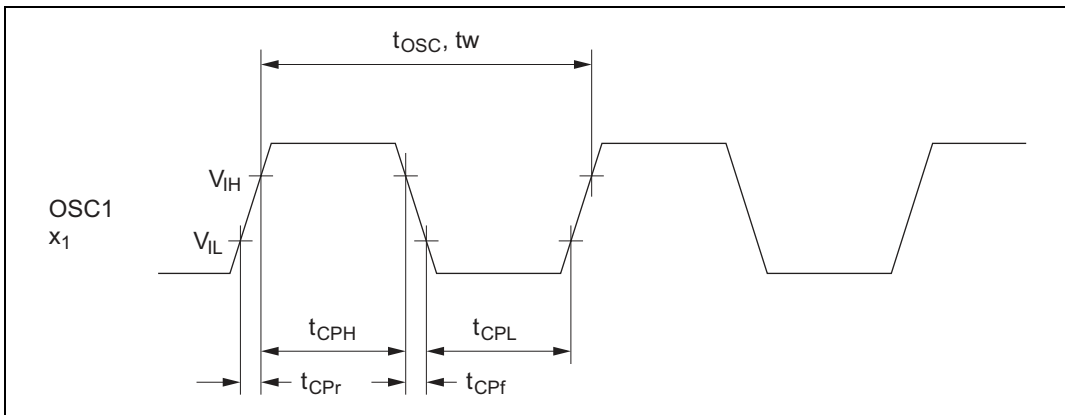 tOSC, tw
VIH
OSC1
x1
VIL
tCPH
tCPL
tCPr
tCPf